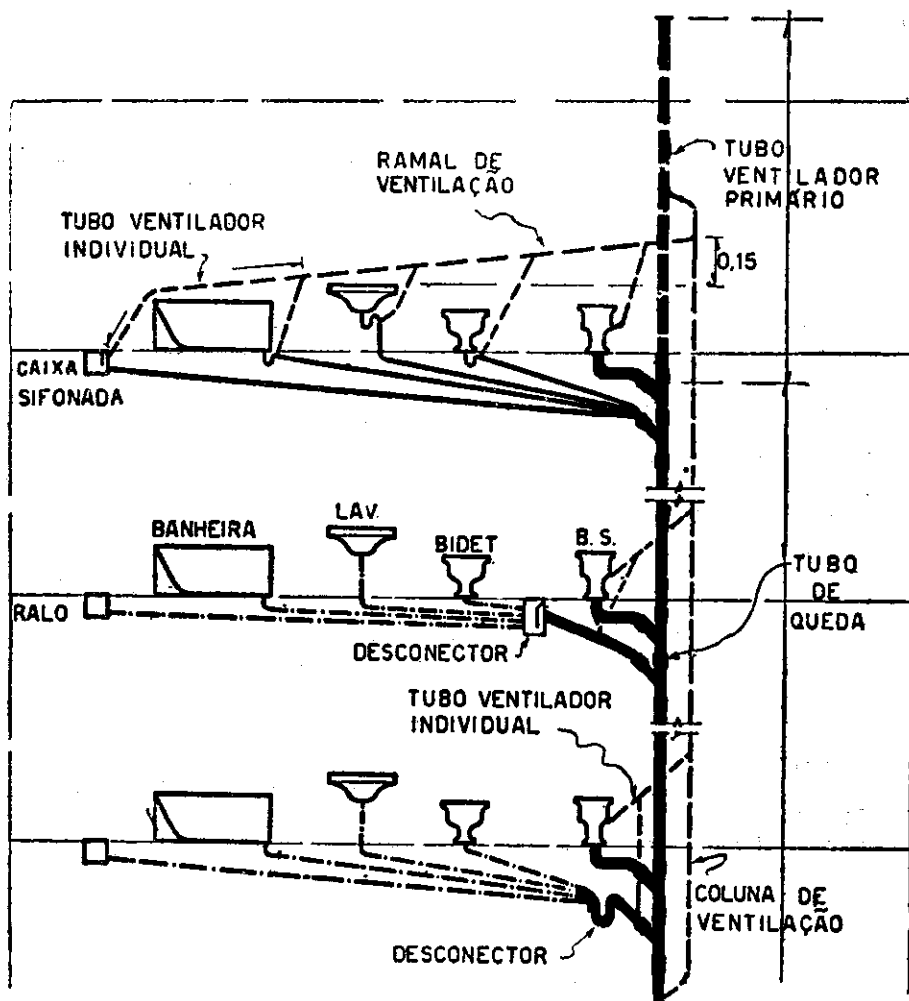 TUBO
VENTILADOR
PRIMÁRIO
RAMAL DE
VENTILAÇÃO
TUBO VENTILADOR
INDIVIDUAL
0,15
CAIXA
SIFONADA
BANHEIRA
LAV.
BIDET
B. S.
TUBO
DE
QUEDA
RALO
DESCONECTOR
TUBO VENTILADOR
INDIVIDUAL
COLUNA DE
VENTILAÇÃO
DESCONECTOR